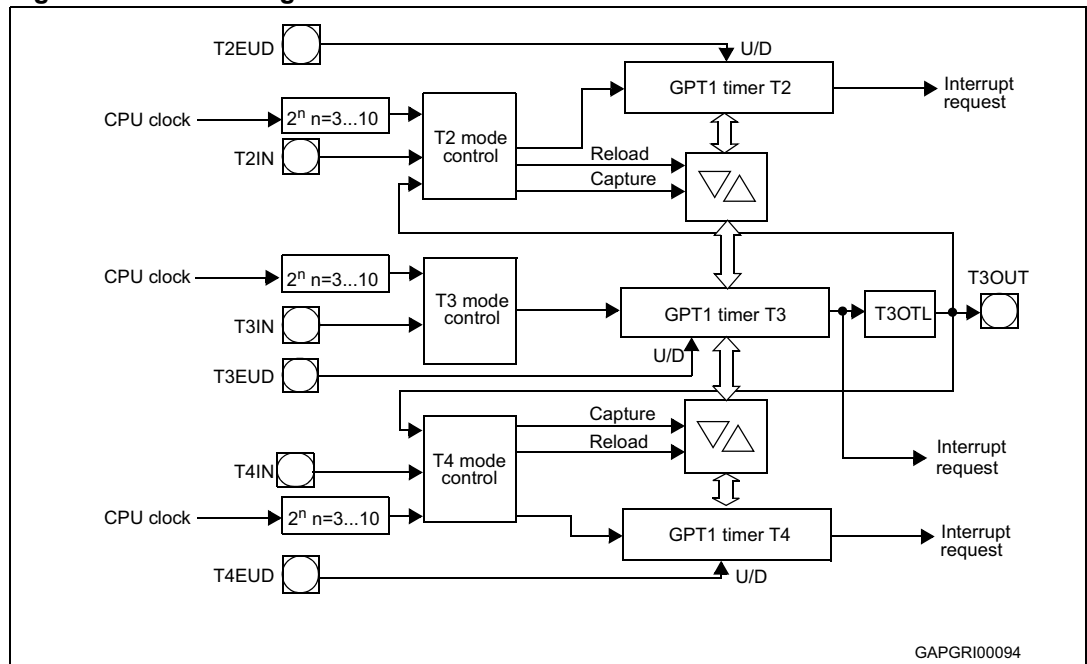 T2EUD
U/D
GPT1 timer T2
Interrupt
request
CPU clock
2ⁿ n=3...10
T2 mode
control
T2IN
Reload
Capture
CPU clock
2ⁿ n=3...10
T3 mode
control
T3IN
GPT1 timer T3
T3OTL
T3OUT
U/D
T3EUD
Capture
Reload
Interrupt
request
T4IN
T4 mode
control
CPU clock
2ⁿ n=3...10
GPT1 timer T4
Interrupt
request
T4EUD
U/D
GAPGRI00094